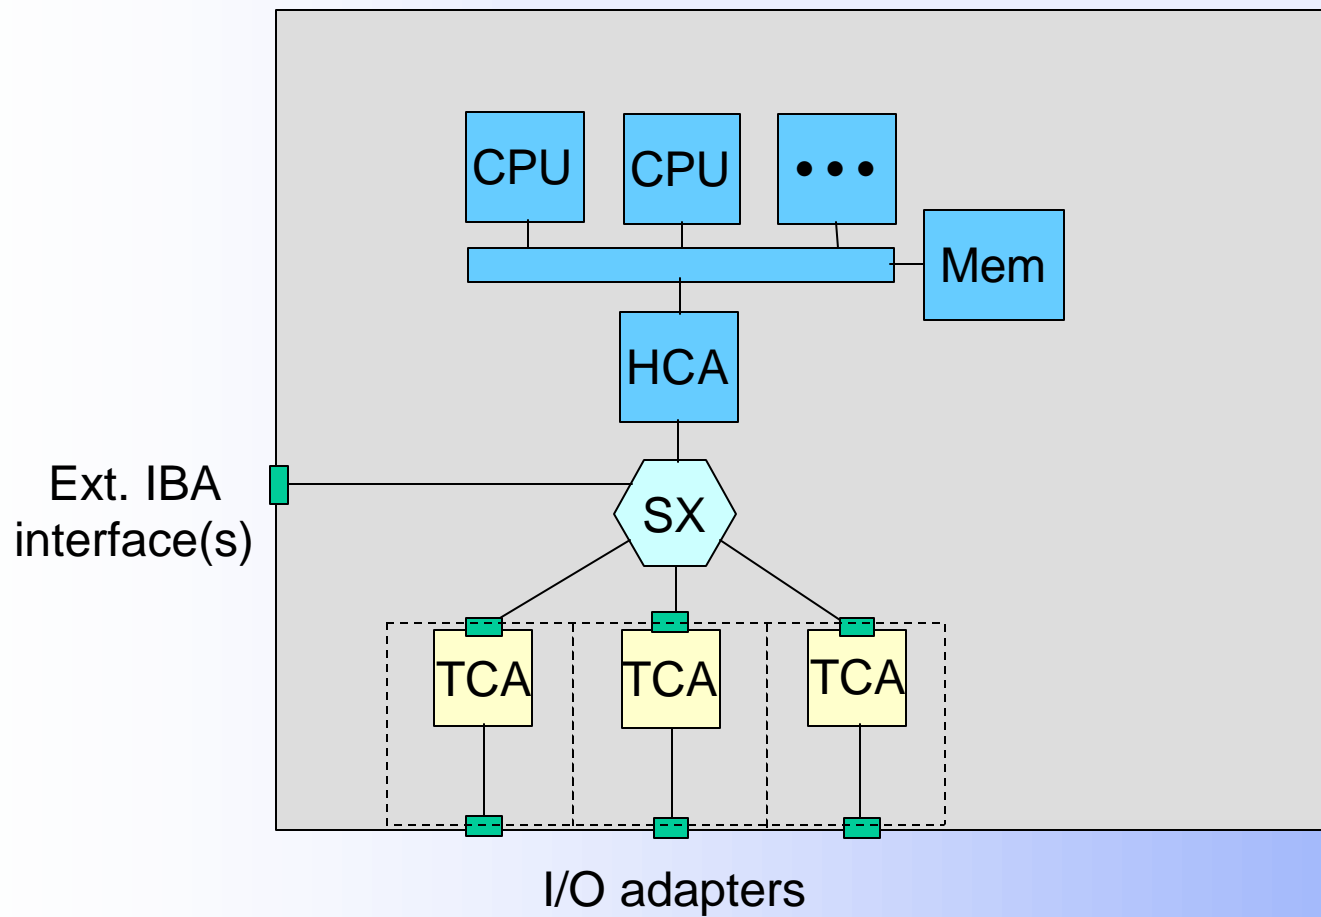 CPU
CPU
•••
Mem
HCA
Ext. IBA
interface(s)
SX
TCA
TCA
TCA
I/O adapters